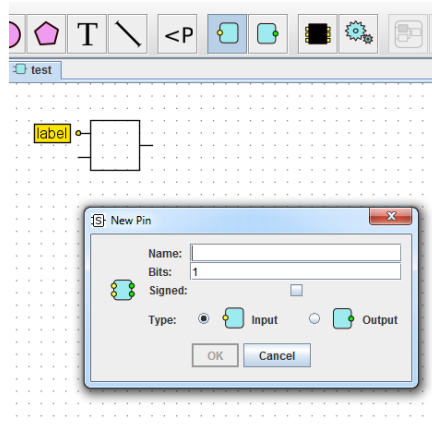 T <P
test
label
S New Pin
Name:
Bits: 1
Signed:
Type: Input Output
OK Cancel